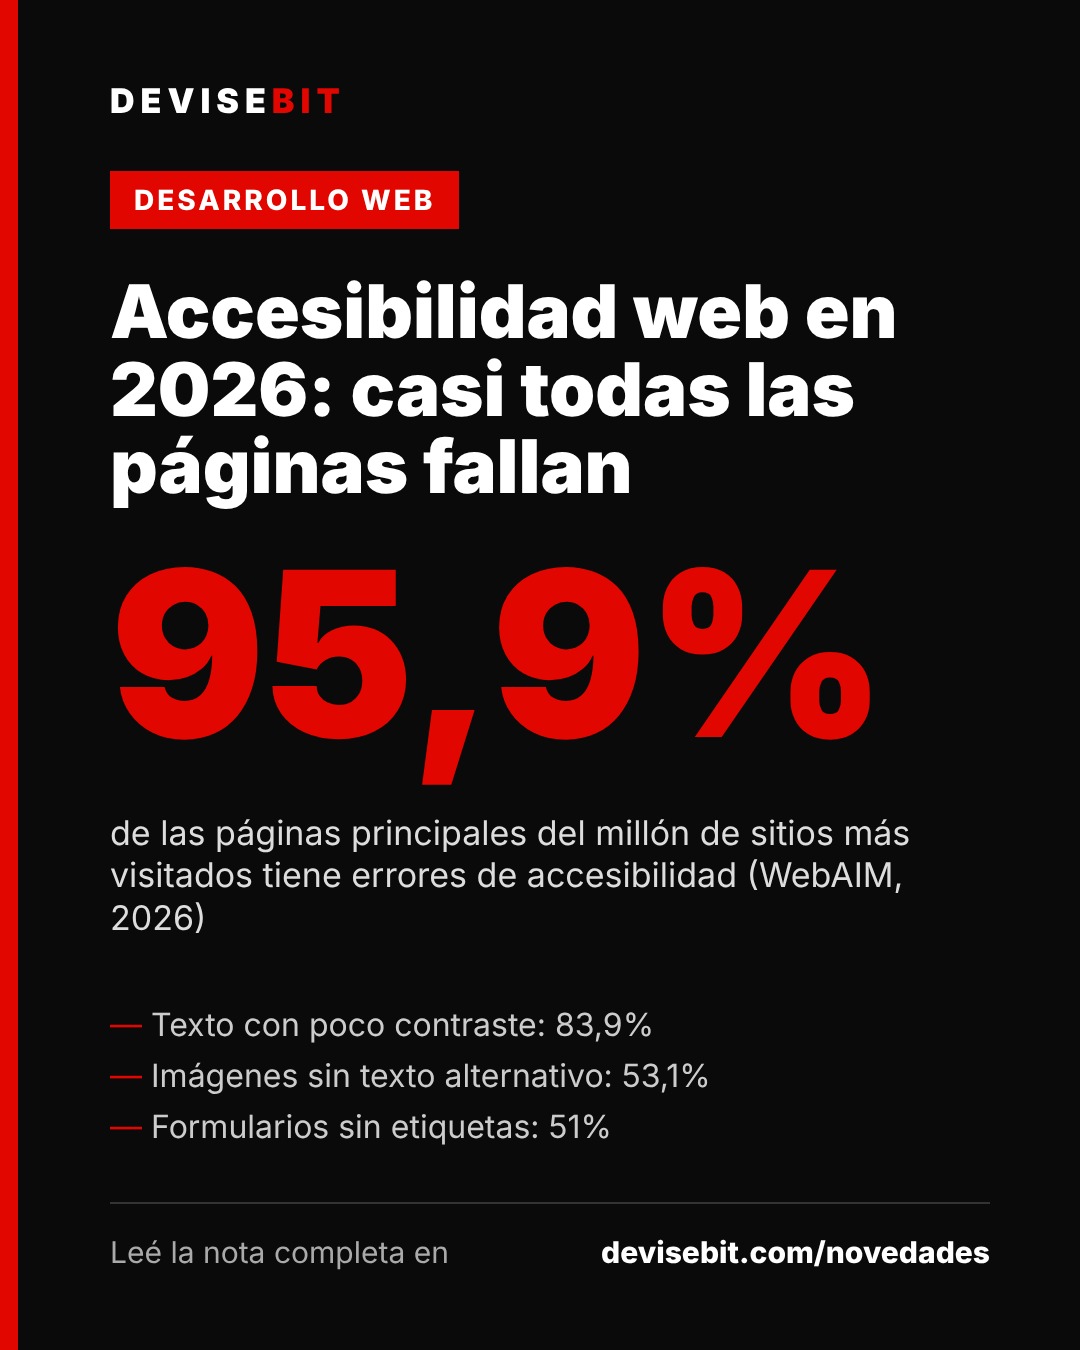 DEVISEBIT
DESARROLLO WEB
Accesibilidad web en
2026: casi todas las
páginas fallan
95,9%
de las páginas principales del millón de sitios más
visitados tiene errores de accesibilidad (WebAIM,
2026)
— Texto con poco contraste: 83,9%
— Imágenes sin texto alternativo: 53,1%
— Formularios sin etiquetas: 51%
Leé la nota completa en devisebit.com/novedades